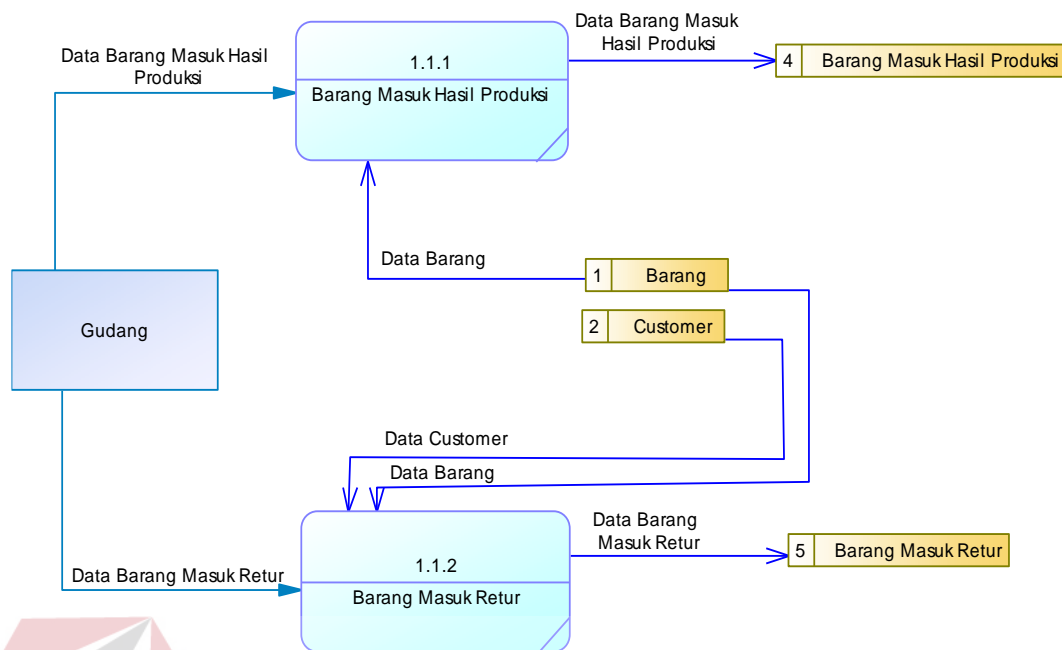 Data Barang Masuk Hasil
Produksi
1.1.1
Barang Masuk Hasil Produksi
Data Barang Masuk
Hasil Produksi
4 Barang Masuk Hasil Produksi
Data Barang
1 Barang
2 Customer
Gudang
Data Customer
Data Barang
Data Barang Masuk Retur
1.1.2
Barang Masuk Retur
Data Barang
Masuk Retur
5 Barang Masuk Retur